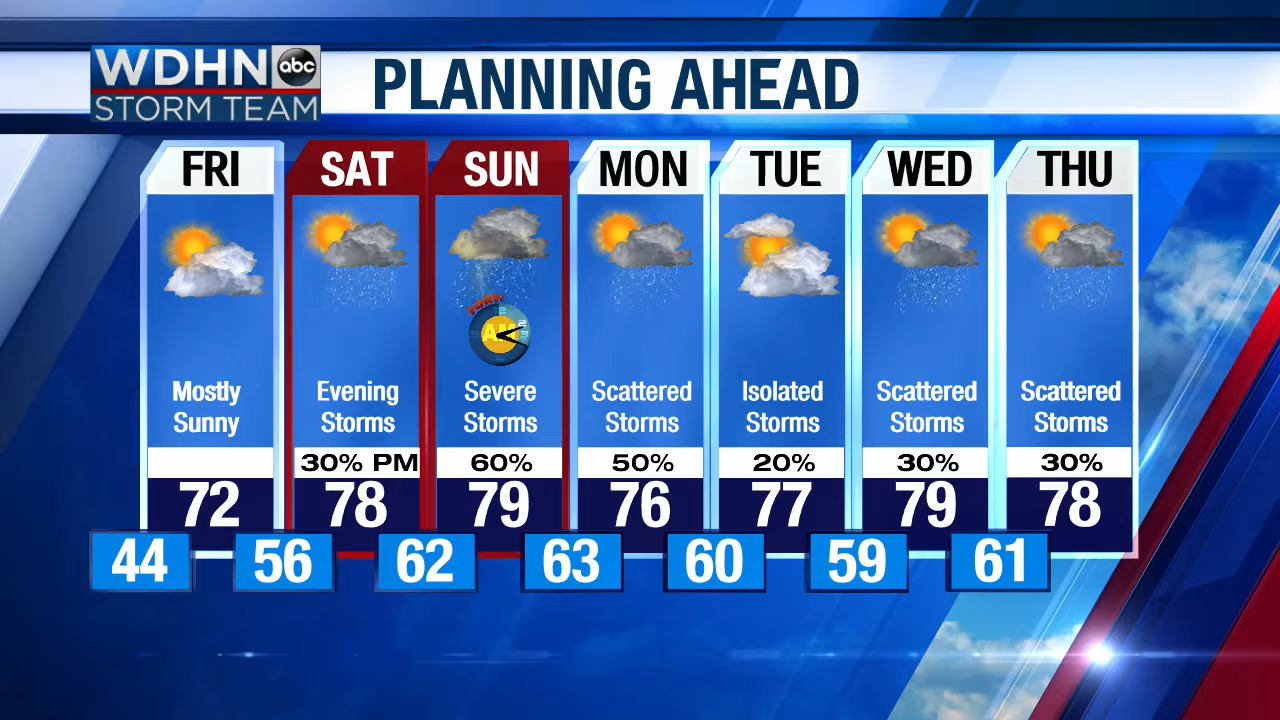 WDHN abc
STORM TEAM
PLANNING AHEAD
FRI SAT SUN MON TUE WED THU
AM
Mostly Evening Severe Scattered Isolated Scattered Scattered
Sunny Storms Storms Storms Storms Storms Storms
30% PM 60% 50% 20% 30% 30%
72 78 79 76 77 79 78
44 56 62 63 60 59 61